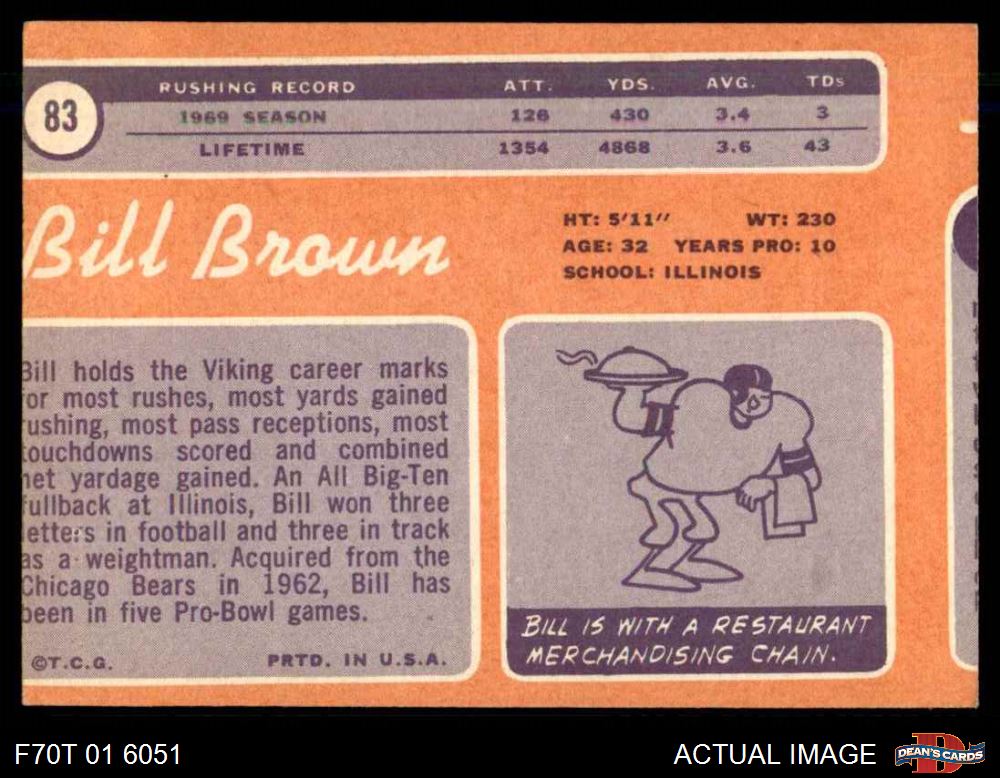 83
RUSHING RECORD ATT. YDS. AVG. TDs
1969 SEASON 126 430 3.4 3
LIFETIME 1354 4868 3.6 43
Bill Brown
HT: 5'11" WT: 230
AGE: 32 YEARS PRO: 10
SCHOOL: ILLINOIS
Bill holds the Viking career marks
for most rushes, most yards gained
rushing, most pass receptions, most
touchdowns scored and combined
net yardage gained. An All Big-Ten
fullback at Illinois, Bill won three
letters in football and three in track
as a weightman. Acquired from the
Chicago Bears in 1962, Bill has
been in five Pro-Bowl games.
©T.C.G. PRTD. IN U.S.A.
BILL IS WITH A RESTAURANT
MERCHANDISING CHAIN.
F70T 01 6051
ACTUAL IMAGE
DEAN'S CARDS